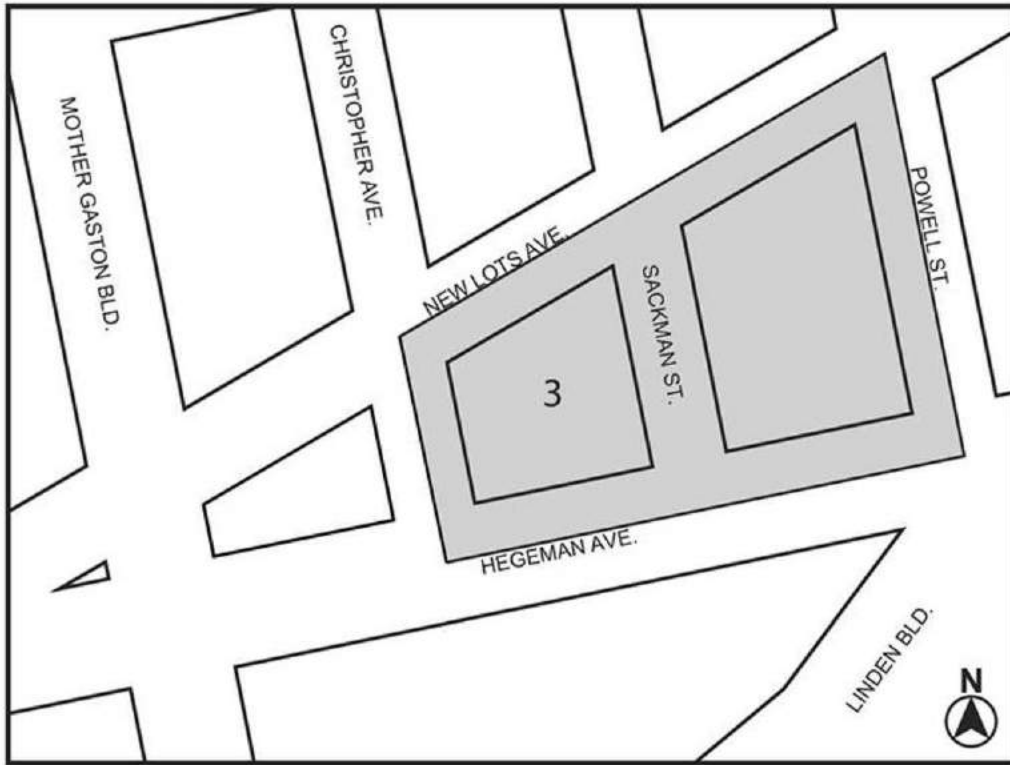 MOTHER GASTON BLD.
CHRISTOPHER AVE.
NEW LOTS AVE.
SACKMAN ST.
POWELL ST.
3
HEGEMAN AVE.
LINDEN BLD.
N